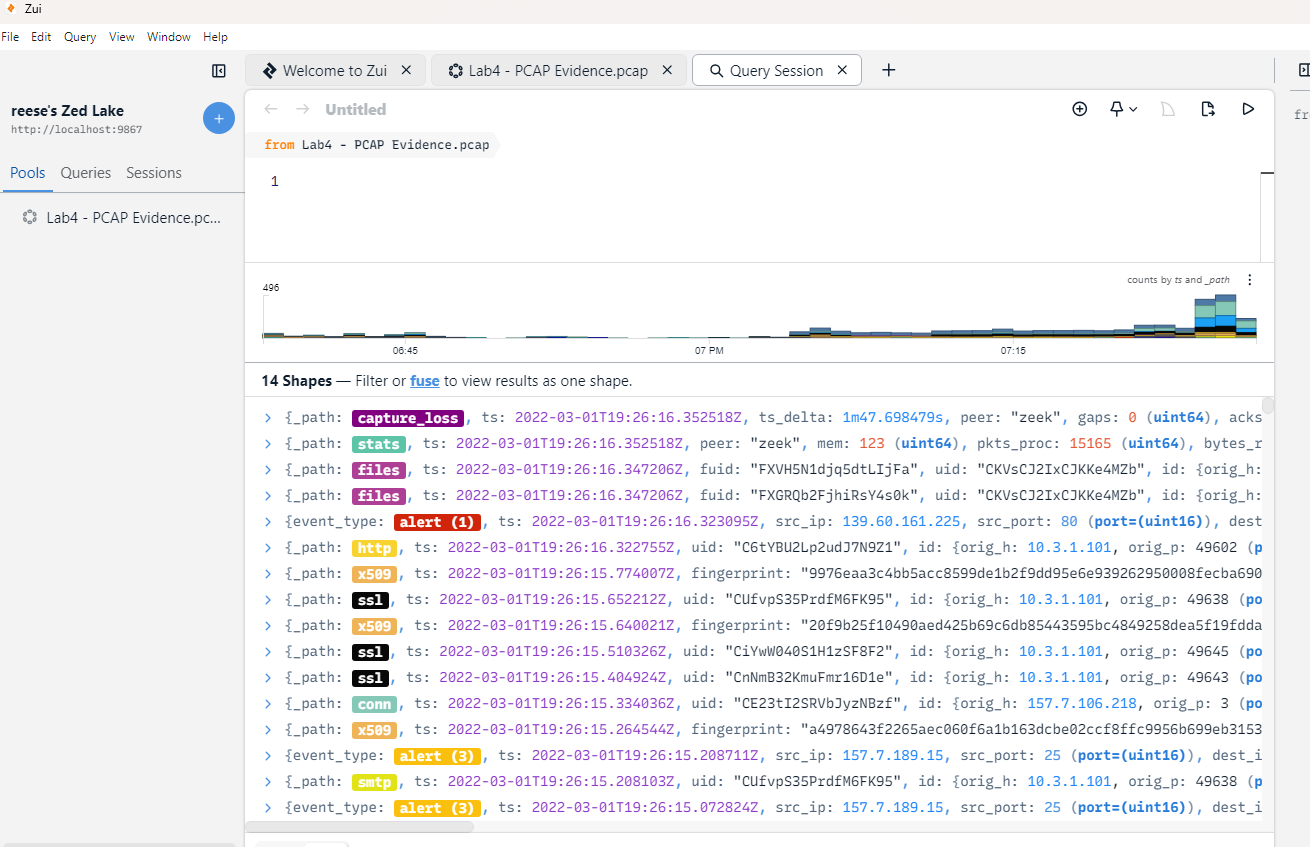 Zui
File Edit Query View Window Help
Welcome to Zui
Lab4 - PCAP Evidence.pcap
Query Session
reese's Zed Lake
http://localhost:9867
Pools Queries Sessions
Lab4 - PCAP Evidence.pc...
Untitled
from Lab4 - PCAP Evidence.pcap
1
fr
counts by ts and _path
496
06:45 07 PM 07:15
14 Shapes — Filter or fuse to view results as one shape.
{_path: capture_loss, ts: 2022-03-01T19:26:16.352518Z, ts_delta: 1m47.698479s, peer: "zeek", gaps: 0 (uint64), acks
{_path: stats, ts: 2022-03-01T19:26:16.352518Z, peer: "zeek", mem: 123 (uint64), pkts_proc: 15165 (uint64), bytes_r
{_path: files, ts: 2022-03-01T19:26:16.347206Z, fuid: "FXVH5N1djq5dtLIjFa", uid: "CKVsCJ2IxCJKKe4MZb", id: {orig_h:
{_path: files, ts: 2022-03-01T19:26:16.347206Z, fuid: "FXGRQb2FjhiRsY4s0k", uid: "CKVsCJ2IxCJKKe4MZb", id: {orig_h:
{event_type: alert (1), ts: 2022-03-01T19:26:16.323095Z, src_ip: 139.60.161.225, src_port: 80 (port=(uint16)), dest
{_path: http, ts: 2022-03-01T19:26:16.322755Z, uid: "C6tYBU2Lp2udJ7N9Z1", id: {orig_h: 10.3.1.101, orig_p: 49602 (p
{_path: x509, ts: 2022-03-01T19:26:15.774007Z, fingerprint: "9976eaa3c4bb5acc8599de1b2f9dd95e6e939262950008fecba690
{_path: ssl, ts: 2022-03-01T19:26:15.652212Z, uid: "CUfvpS35PrdfM6FK95", id: {orig_h: 10.3.1.101, orig_p: 49638 (po
{_path: x509, ts: 2022-03-01T19:26:15.640021Z, fingerprint: "20f9b25f10490aed425b69c6db85443595bc4849258dea5f19fdda
{_path: ssl, ts: 2022-03-01T19:26:15.510326Z, uid: "CiYwW040S1H1zSF8F2", id: {orig_h: 10.3.1.101, orig_p: 49645 (po
{_path: ssl, ts: 2022-03-01T19:26:15.404924Z, uid: "CnNmB32KmuFmr16D1e", id: {orig_h: 10.3.1.101, orig_p: 49643 (po
{_path: conn, ts: 2022-03-01T19:26:15.334036Z, uid: "CE23tI2SRVbJyzNBzf", id: {orig_h: 157.7.106.218, orig_p: 3 (po
{_path: x509, ts: 2022-03-01T19:26:15.264544Z, fingerprint: "a4978643f2265aec060f6a1b163dcbe02ccf8ffc9956b699eb3153
{event_type: alert (3), ts: 2022-03-01T19:26:15.208711Z, src_ip: 157.7.189.15, src_port: 25 (port=(uint16)), dest_i
{_path: smtp, ts: 2022-03-01T19:26:15.208103Z, uid: "CUfvpS35PrdfM6FK95", id: {orig_h: 10.3.1.101, orig_p: 49638 (p
{event_type: alert (3), ts: 2022-03-01T19:26:15.072824Z, src_ip: 157.7.189.15, src_port: 25 (port=(uint16)), dest_i